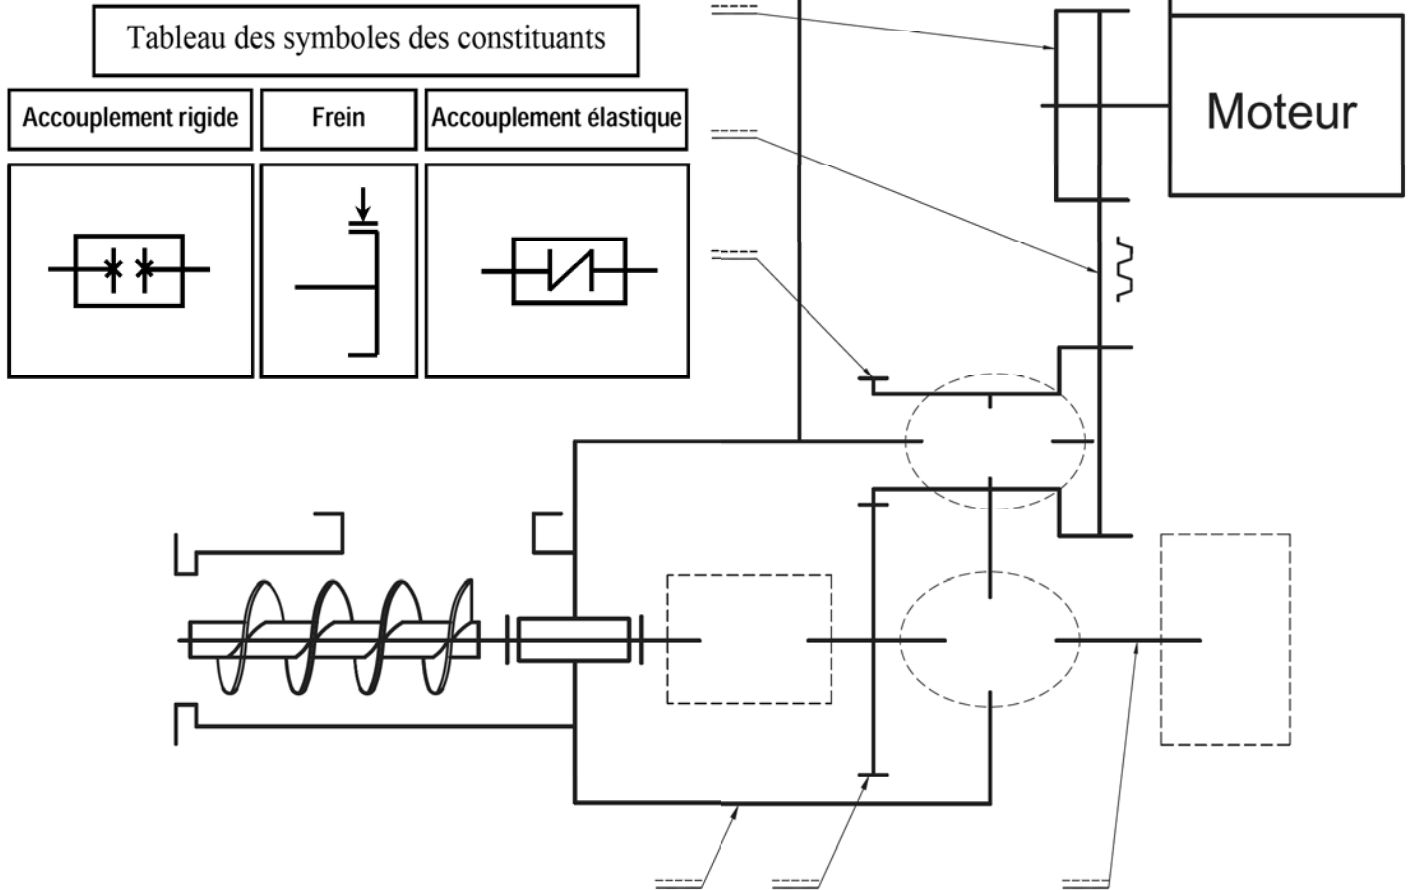 Tableau des symboles des constituants
Accouplement rigide
Frein
Accouplement élastique
Moteur